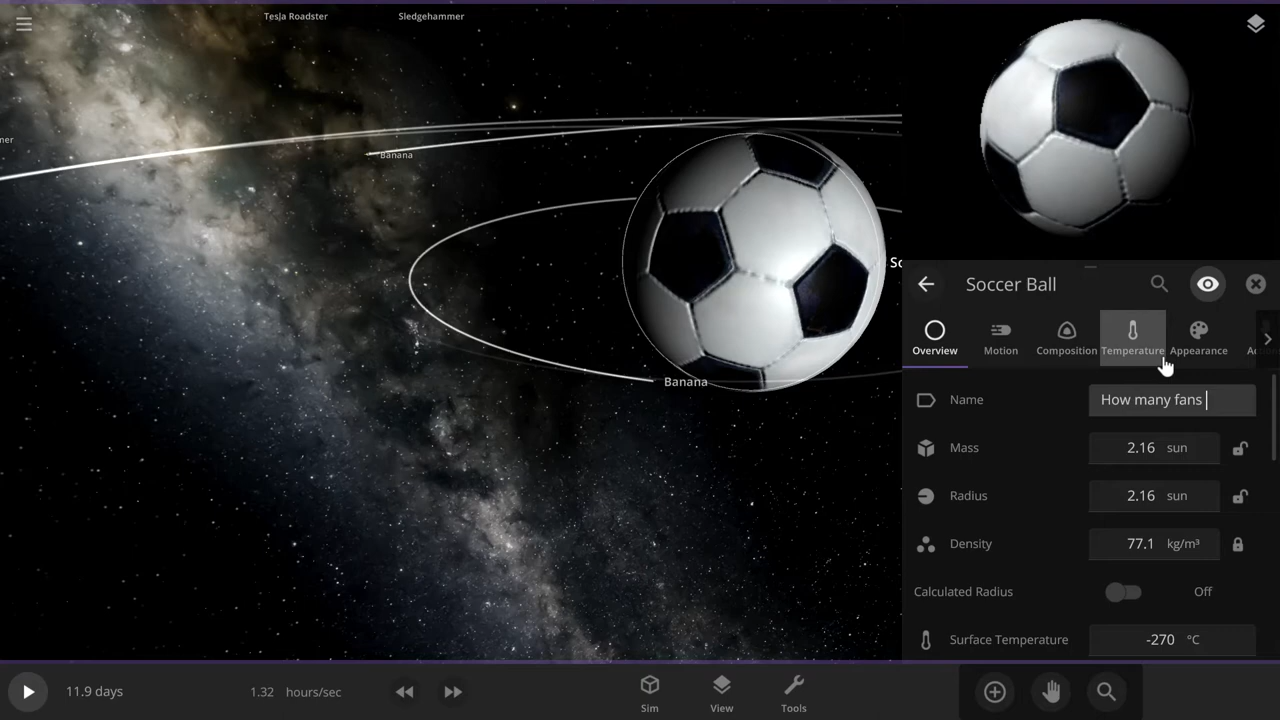 Tesla Roadster
Sledgehammer
mer
Banana
Banana
Sc
Soccer Ball
Overview
Motion
Composition
Temperature
Appearance
Ac
Name
How many fans
Mass
2.16 sun
Radius
2.16 sun
Density
77.1 kg/m³
Calculated Radius
Off
Surface Temperature
-270 °C
11.9 days
1.32 hours/sec
Sim
View
Tools